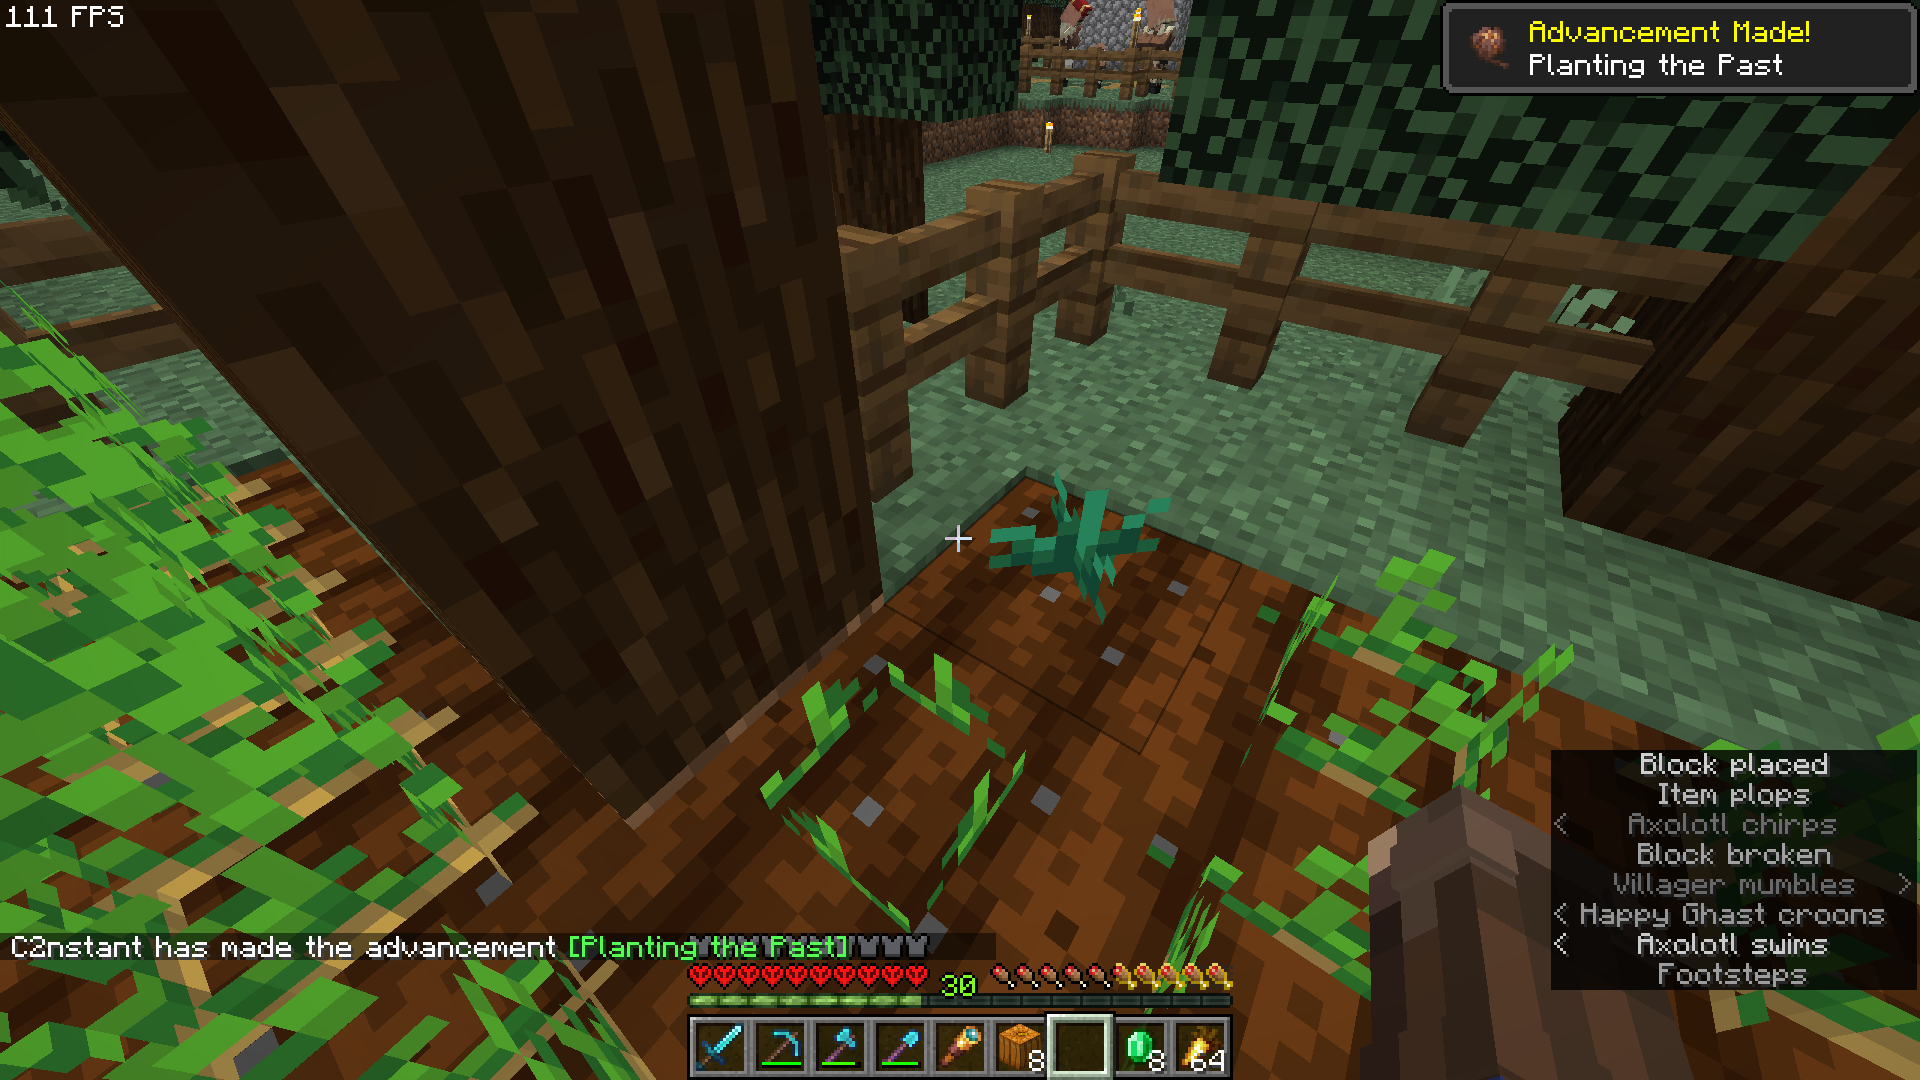 111 FPS
Advancement Made!
Planting the Past
Block placed
Item plops
< Axolotl chirps
Block broken
Villager mumbles >
< Happy Ghast croons
< Axolotl swims
Footsteps
C2nstant has made the advancement [Planting the Past]
30
8
8
64